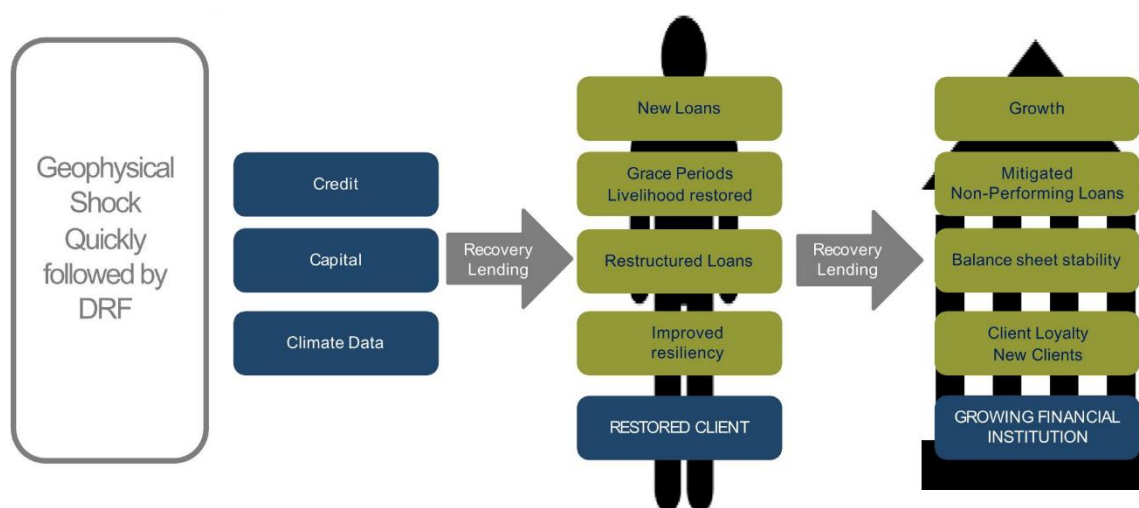 Geophysical
Shock
Quickly
followed by
DRF
Credit
Capital
Climate Data
Recovery
Lending
New Loans
Grace Periods
Livelihood restored
Restructured Loans
Improved
resiliency
RESTORED CLIENT
Recovery
Lending
Growth
Mitigated
Non-Performing Loans
Balance sheet stability
Client Loyalty
New Clients
GROWING FINANCIAL
INSTITUTION